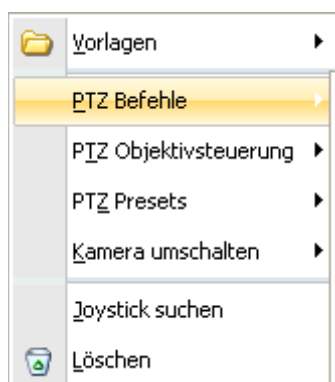 Vorlagen
PTZ Befehle
PTZ Objektivsteuerung
PTZ Presets
Kamera umschalten
Joystick suchen
Löschen